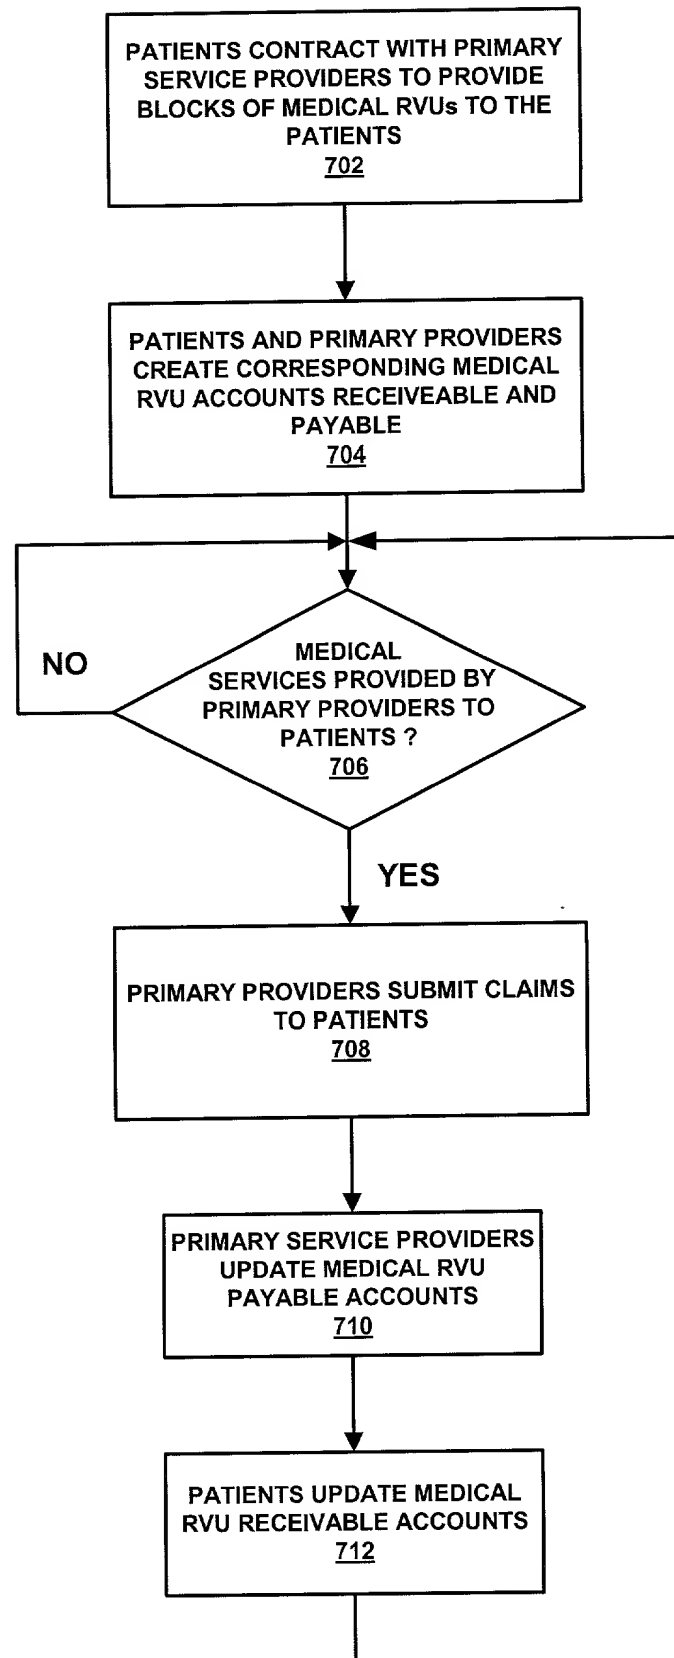 PATIENTS CONTRACT WITH PRIMARY
SERVICE PROVIDERS TO PROVIDE
BLOCKS OF MEDICAL RVUs TO THE
PATIENTS
702
PATIENTS AND PRIMARY PROVIDERS
CREATE CORRESPONDING MEDICAL
RVU ACCOUNTS RECEIVEABLE AND
PAYABLE
704
NO
MEDICAL
SERVICES PROVIDED BY
PRIMARY PROVIDERS TO
PATIENTS ?
706
YES
PRIMARY PROVIDERS SUBMIT CLAIMS
TO PATIENTS
708
PRIMARY SERVICE PROVIDERS
UPDATE MEDICAL RVU
PAYABLE ACCOUNTS
710
PATIENTS UPDATE MEDICAL
RVU RECEIVABLE ACCOUNTS
712